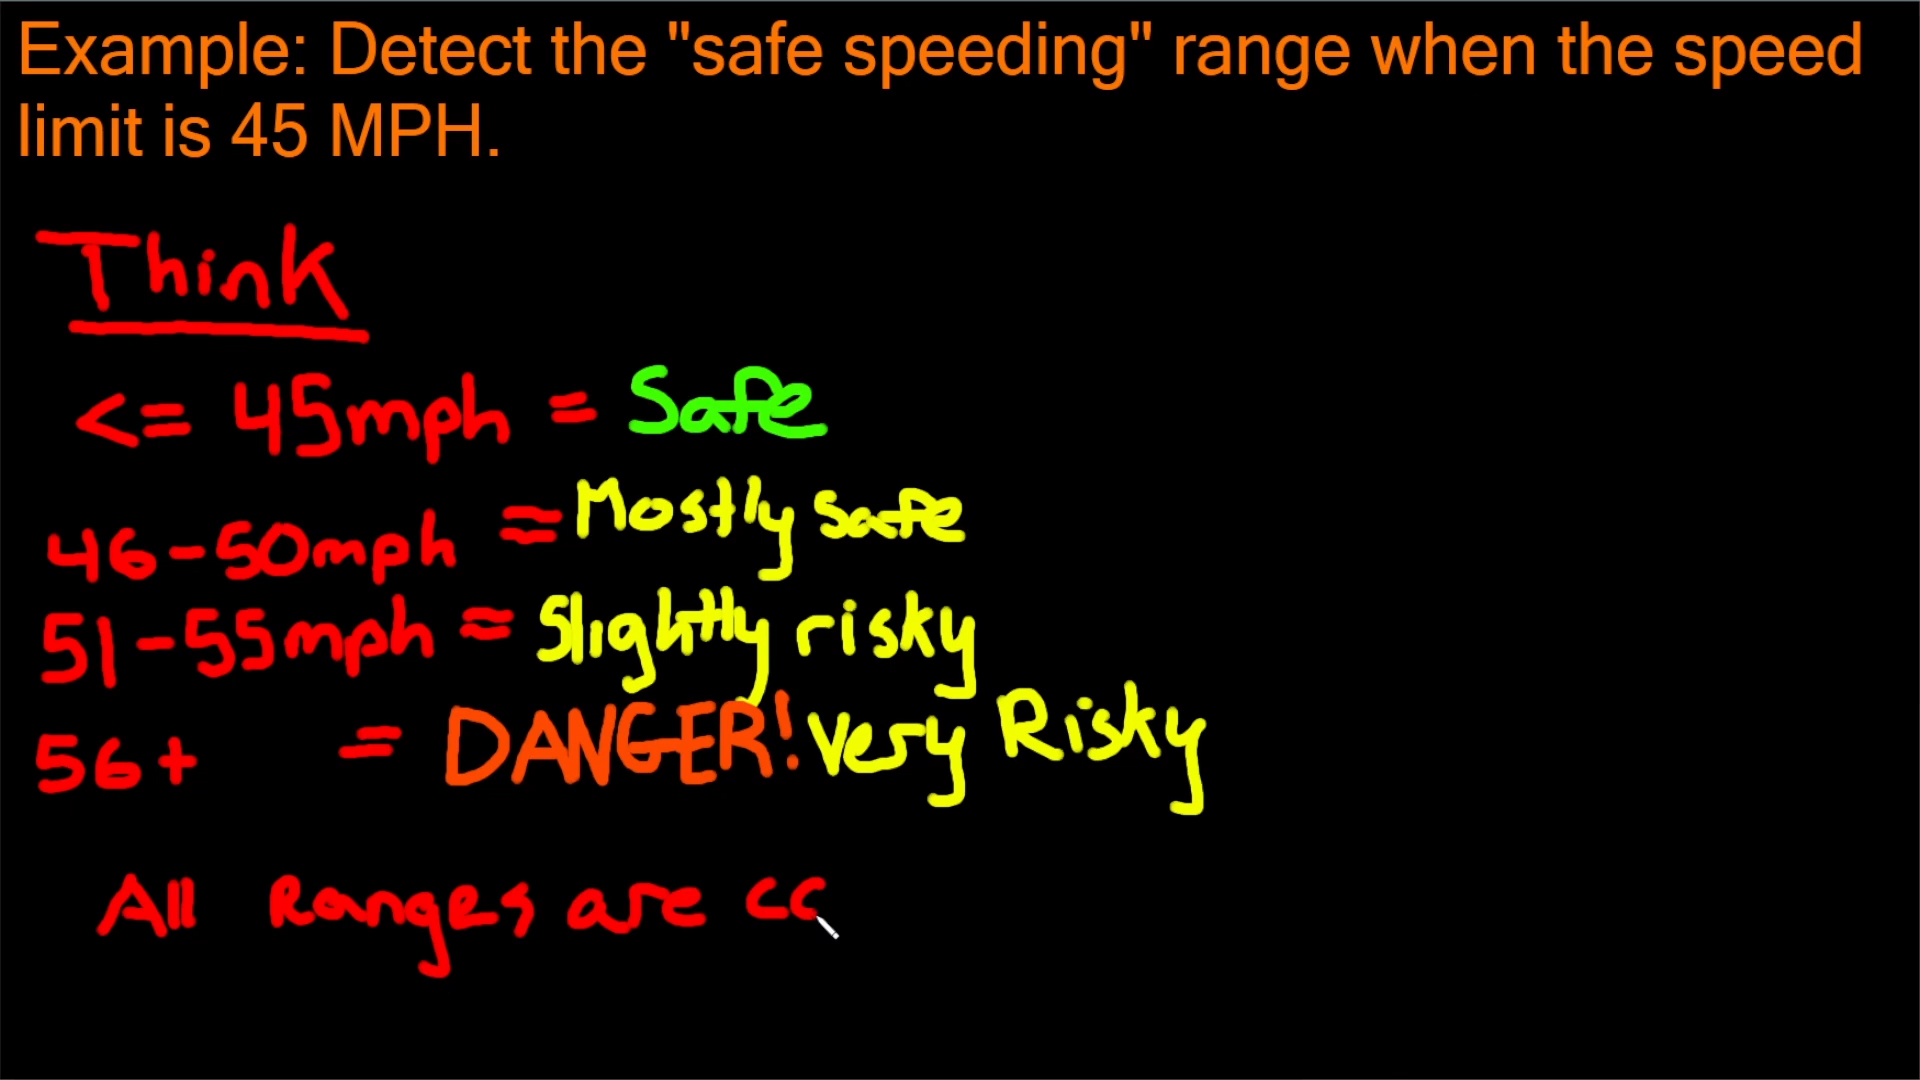 Example: Detect the "safe speeding" range when the speed
limit is 45 MPH.
Think
<= 45mph = Safe
46-50mph = Mostly safe
51-55mph = Slightly risky
56+ = DANGER! Very Risky
All Ranges are